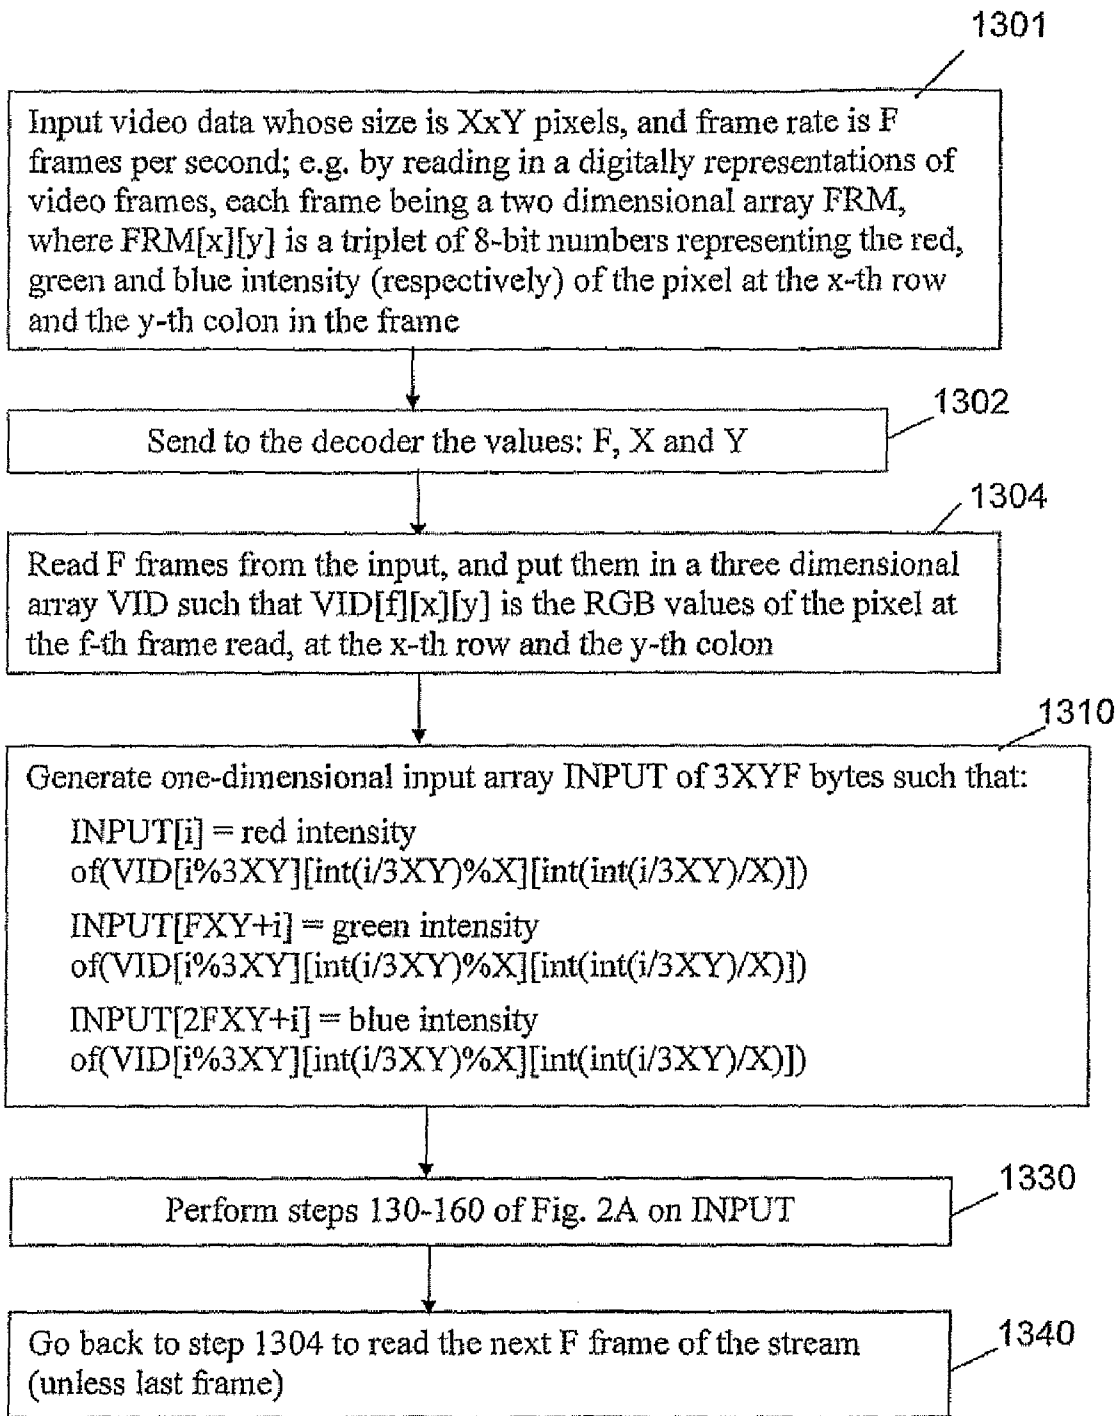 1301
Input video data whose size is XxY pixels, and frame rate is F
frames per second; e.g. by reading in a digitally representations of
video frames, each frame being a two dimensional array FRM,
where FRM[x][y] is a triplet of 8-bit numbers representing the red,
green and blue intensity (respectively) of the pixel at the x-th row
and the y-th colon in the frame
1302
Send to the decoder the values: F, X and Y
1304
Read F frames from the input, and put them in a three dimensional
array VID such that VID[f][x][y] is the RGB values of the pixel at
the f-th frame read, at the x-th row and the y-th colon
1310
Generate one-dimensional input array INPUT of 3XYF bytes such that:
INPUT[i] = red intensity
of(VID[i%3XY][int(i/3XY)%X][int(int(i/3XY)/X)])
INPUT[FXY+i] = green intensity
of(VID[i%3XY][int(i/3XY)%X][int(int(i/3XY)/X)])
INPUT[2FXY+i] = blue intensity
of(VID[i%3XY][int(i/3XY)%X][int(int(i/3XY)/X)])
1330
Perform steps 130-160 of Fig. 2A on INPUT
1340
Go back to step 1304 to read the next F frame of the stream
(unless last frame)